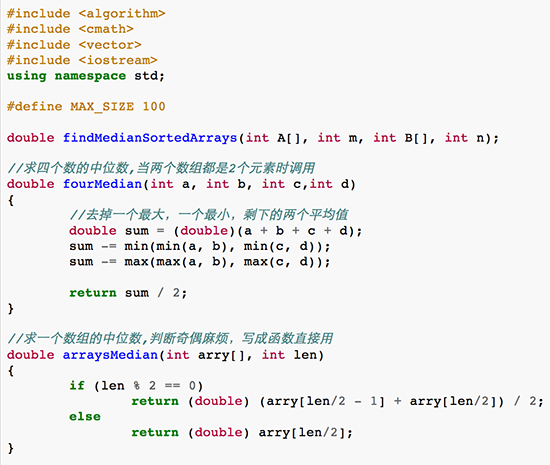 #include <algorithm>
#include <cmath>
#include <vector>
#include <iostream>
using namespace std;

#define MAX_SIZE 100

double findMedianSortedArrays(int A[], int m, int B[], int n);

//求四个数的中位数,当两个数组都是2个元素时调用
double fourMedian(int a, int b, int c,int d)
{
        //去掉一个最大，一个最小，剩下的两个平均值
        double sum = (double)(a + b + c + d);
        sum -= min(min(a, b), min(c, d));
        sum -= max(max(a, b), max(c, d));

        return sum / 2;
}

//求一个数组的中位数,判断奇偶麻烦，写成函数直接用
double arraysMedian(int arry[], int len)
{
        if (len % 2 == 0)
                return (double) (arry[len/2 - 1] + arry[len/2]) / 2;
        else
                return (double) arry[len/2];
}